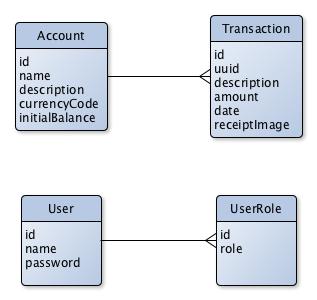 Account
id
name
description
currencyCode
initialBalance
Transaction
id
uuid
description
amount
date
receiptImage
User
id
name
password
UserRole
id
role